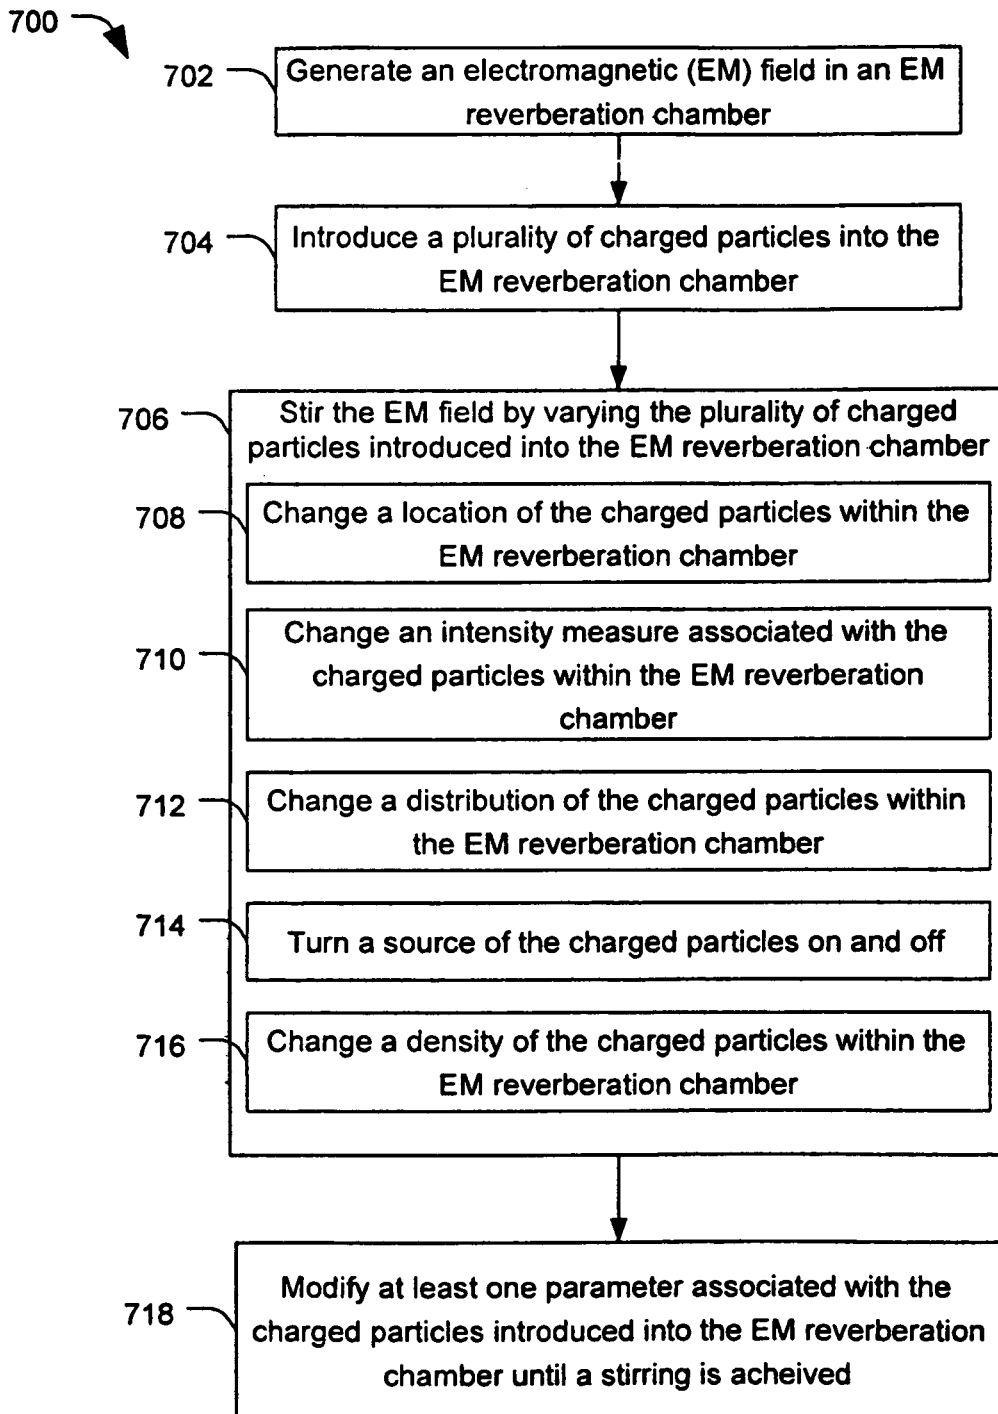 700
702
Generate an electromagnetic (EM) field in an EM
reverberation chamber
704
Introduce a plurality of charged particles into the
EM reverberation chamber
706
Stir the EM field by varying the plurality of charged
particles introduced into the EM reverberation chamber
708
Change a location of the charged particles within the
EM reverberation chamber
710
Change an intensity measure associated with the
charged particles within the EM reverberation
chamber
712
Change a distribution of the charged particles within
the EM reverberation chamber
714
Turn a source of the charged particles on and off
716
Change a density of the charged particles within the
EM reverberation chamber
718
Modify at least one parameter associated with the
charged particles introduced into the EM reverberation
chamber until a stirring is acheived